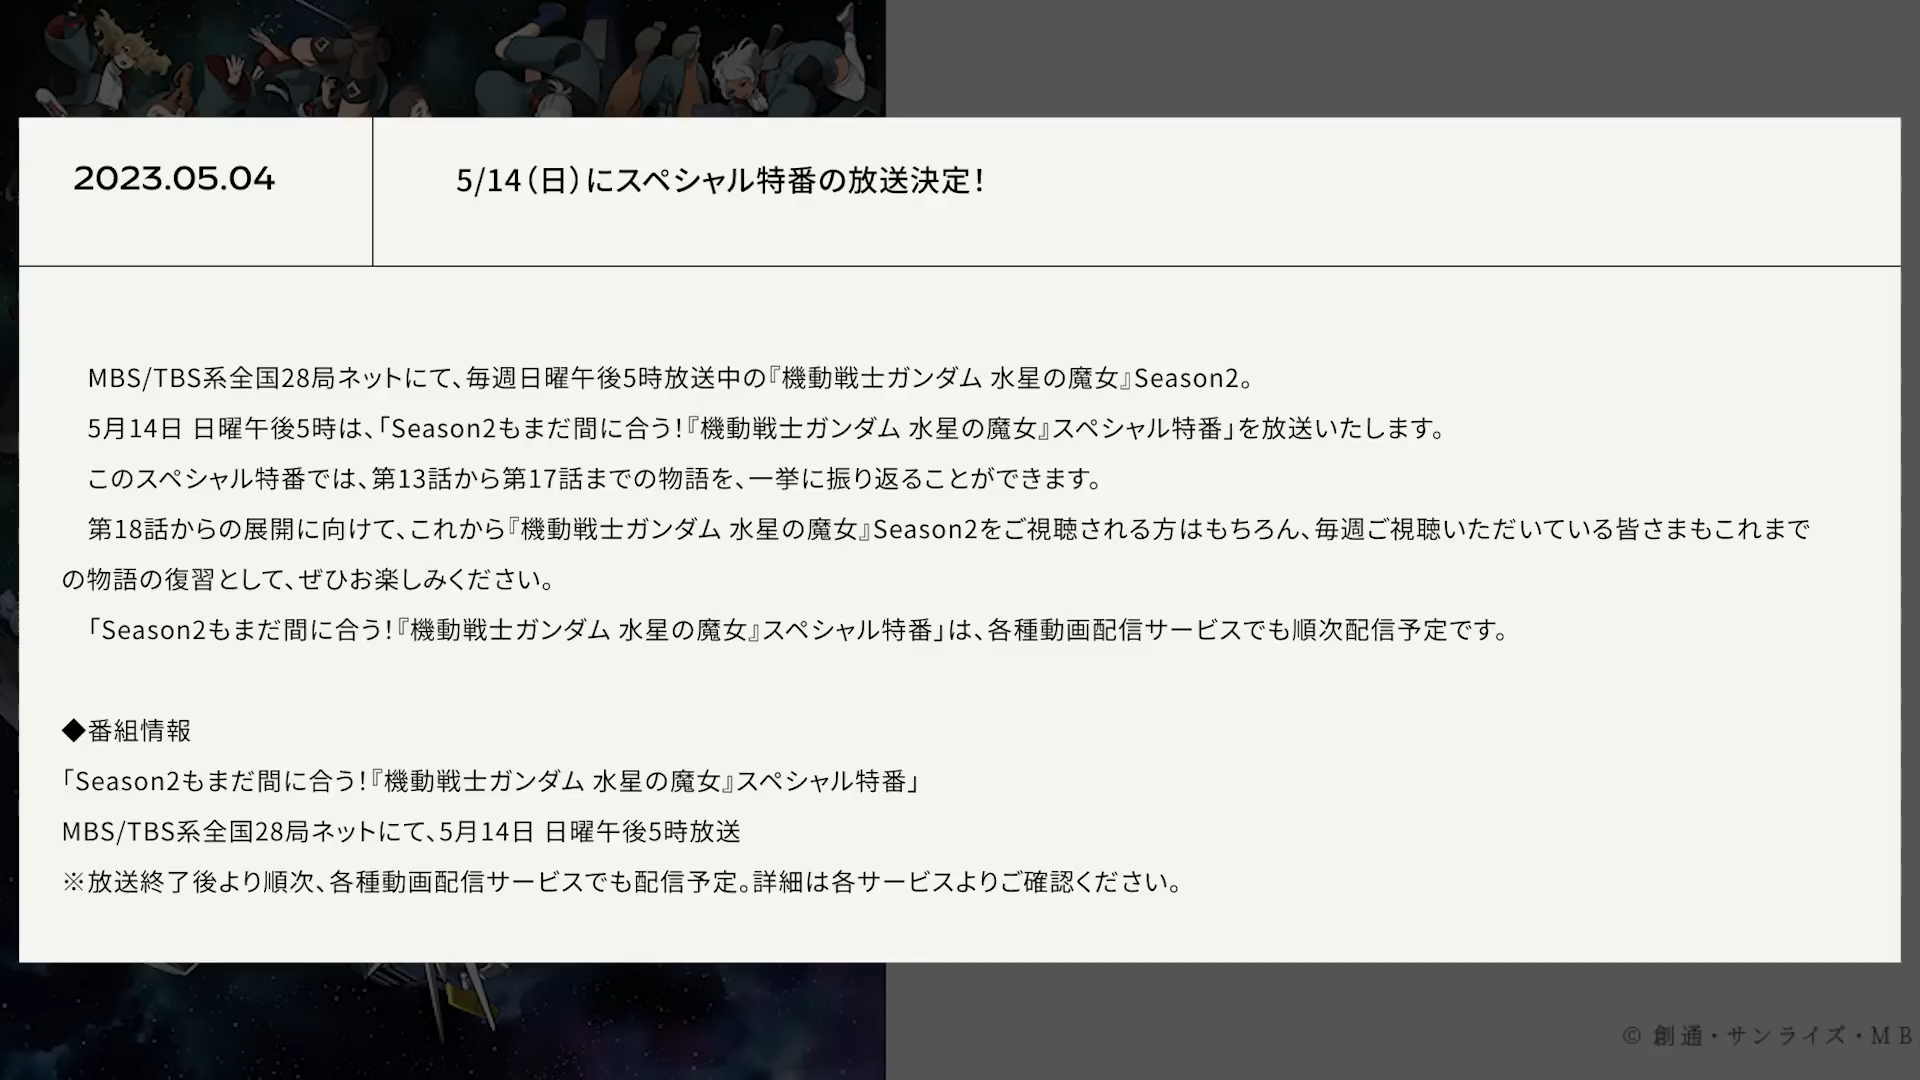 2023.05.04
5/14（日）にスペシャル特番の放送決定！
MBS/TBS系全国28局ネットにて、毎週日曜午後5時放送中の『機動戦士ガンダム 水星の魔女』Season2。
5月14日 日曜午後5時は、「Season2もまだ間に合う！『機動戦士ガンダム 水星の魔女』スペシャル特番」を放送いたします。
このスペシャル特番では、第13話から第17話までの物語を、一挙に振り返ることができます。
第18話からの展開に向けて、これから『機動戦士ガンダム 水星の魔女』Season2をご視聴される方はもちろん、毎週ご視聴いただいている皆さまもこれまで
の物語の復習として、ぜひお楽しみください。
「Season2もまだ間に合う！『機動戦士ガンダム 水星の魔女』スペシャル特番」は、各種動画配信サービスでも順次配信予定です。
◆番組情報
「Season2もまだ間に合う！『機動戦士ガンダム 水星の魔女』スペシャル特番」
MBS/TBS系全国28局ネットにて、5月14日 日曜午後5時放送
※放送終了後より順次、各種動画配信サービスでも配信予定。詳細は各サービスよりご確認ください。
© 創通・サンライズ・MB